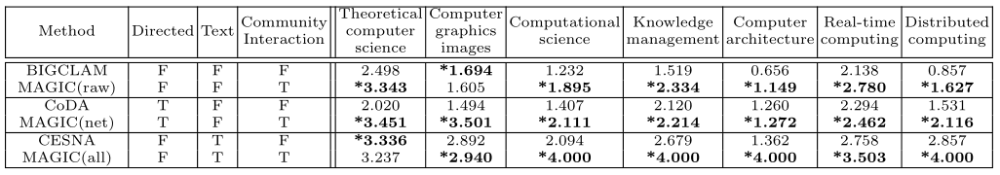 Method Directed Text Community Interaction Theoretical computer science Computer graphics images Computational science Knowledge management Computer architecture Real-time computing Distributed computing
BIGCLAM F F F 2.498 *1.694 1.232 1.519 0.656 2.138 0.857
MAGIC(raw) F F T *3.343 1.605 *1.895 *2.334 *1.149 *2.780 *1.627
CoDA T F F 2.020 1.494 1.407 2.120 1.260 2.294 1.531
MAGIC(net) T F T *3.451 *3.501 *2.111 *2.214 *1.272 *2.462 *2.116
CESNA F T F *3.336 2.892 2.094 2.679 1.362 2.758 2.857
MAGIC(all) F T T 3.237 *2.940 *4.000 *4.000 *4.000 *3.503 *4.000